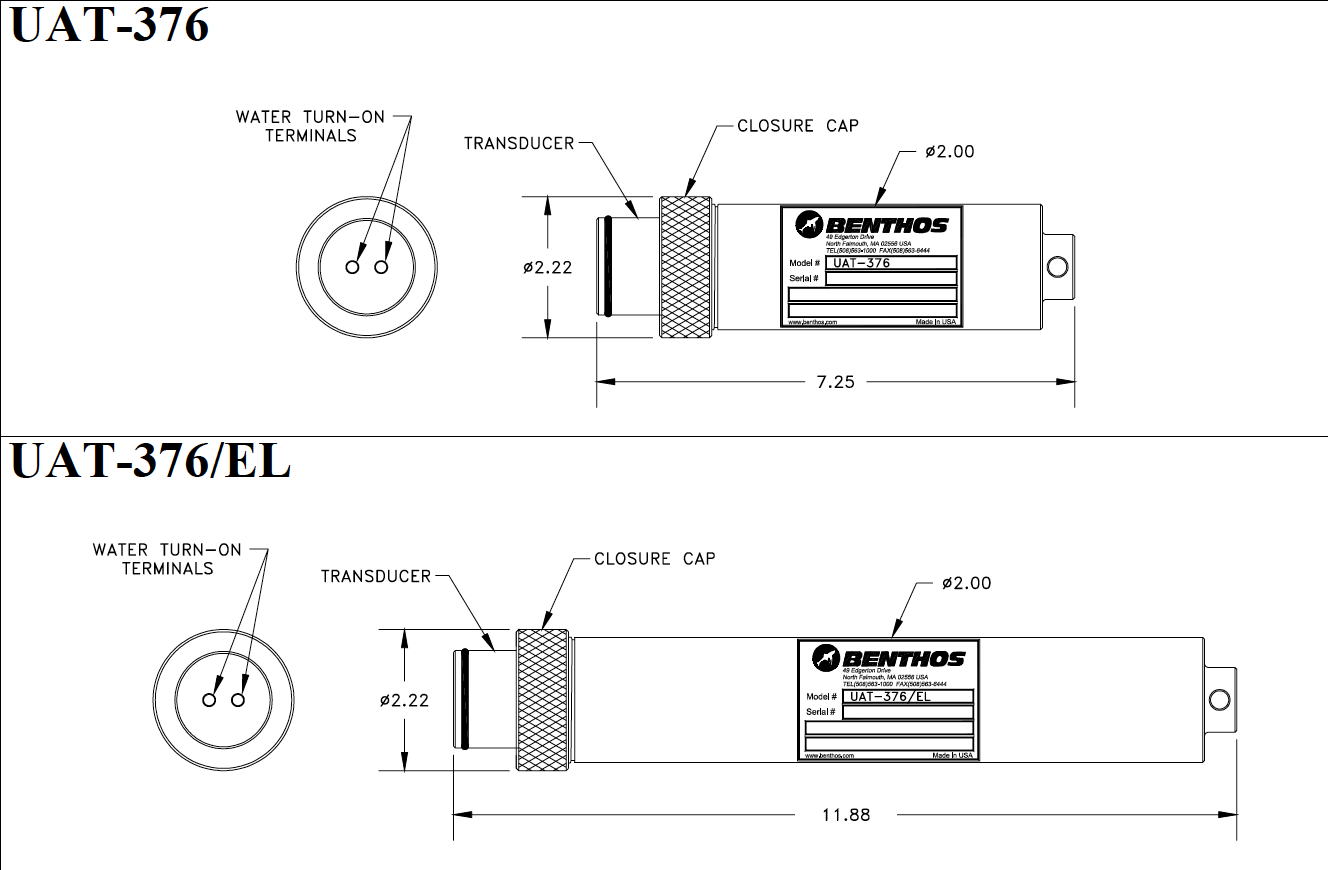 UAT-376
WATER TURN-ON
TERMINALS
TRANSDUCER
CLOSURE CAP
ø2.00
ø2.22
BENTHOS
49 Edgerton Drive
North Falmouth, MA 02556 USA
TEL(508)563-1000 FAX(508)563-6444
Model # UAT-376
Serial #
www.benthos.com Made in USA
7.25
UAT-376/EL
WATER TURN-ON
TERMINALS
TRANSDUCER
CLOSURE CAP
ø2.00
ø2.22
BENTHOS
49 Edgerton Drive
North Falmouth, MA 02556 USA
TEL(508)563-1000 FAX(508)563-6444
Model # UAT-376/EL
Serial #
www.benthos.com Made in USA
11.88